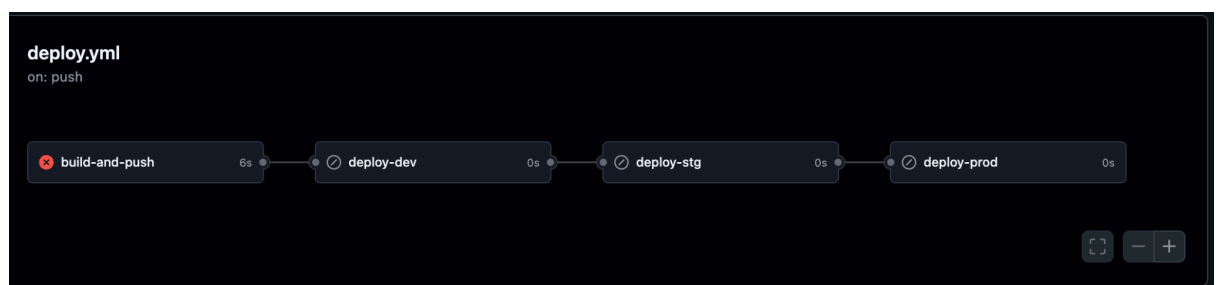 deploy.yml
on: push
build-and-push 6s
deploy-dev 0s
deploy-stg 0s
deploy-prod 0s